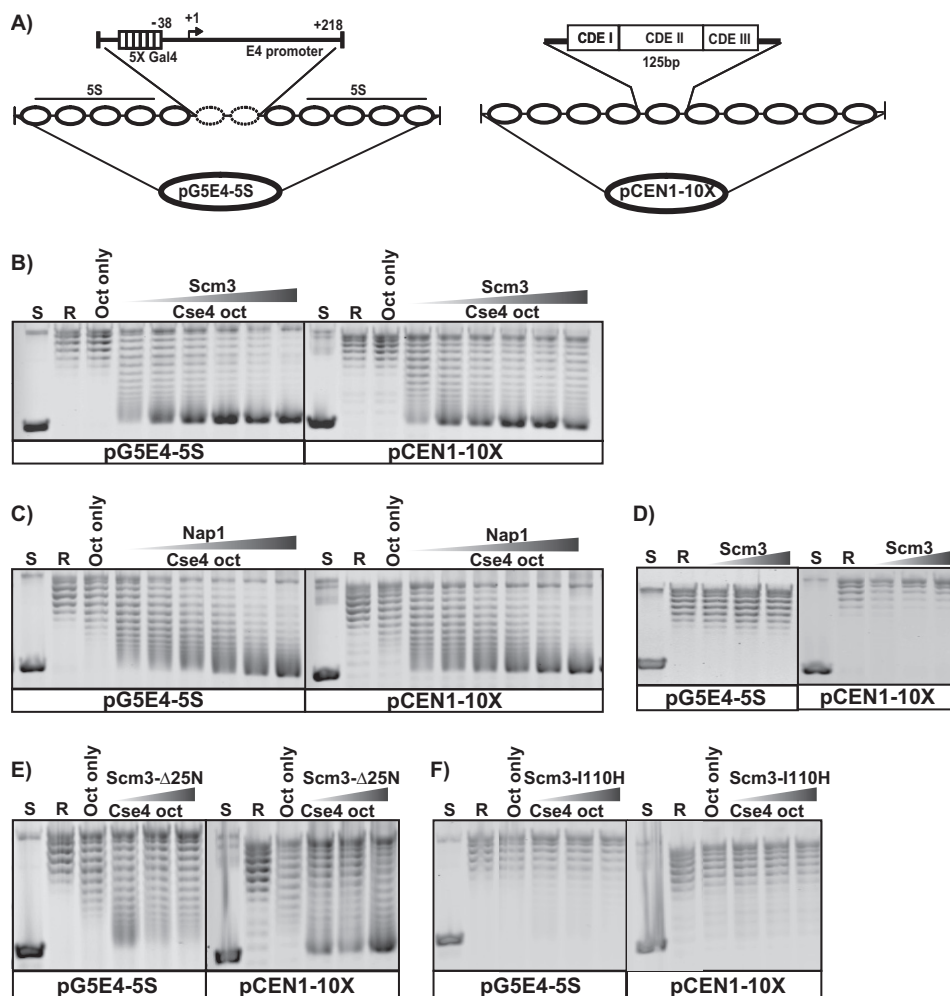 A)
-38 +1 +218
5X Gal4 E4 promoter
5S 5S
pG5E4-5S
CDE I CDE II CDE III
125bp
pCEN1-10X
B)
S R Oct only Scm3
Cse4 oct
S R Oct only Scm3
Cse4 oct
pG5E4-5S pCEN1-10X
C)
S R Oct only Nap1
Cse4 oct
S R Oct only Nap1
Cse4 oct
pG5E4-5S pCEN1-10X
D)
S R Scm3 S R Scm3
pG5E4-5S pCEN1-10X
E)
S R Oct only Scm3-Δ25N
Cse4 oct
S R Oct only Scm3-Δ25N
Cse4 oct
pG5E4-5S pCEN1-10X
F)
S R Oct only Scm3-I110H
Cse4 oct
S R Oct only Scm3-I110H
Cse4 oct
pG5E4-5S pCEN1-10X